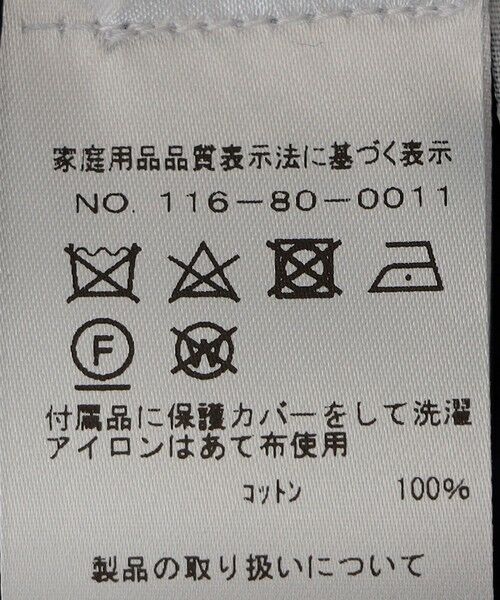 家庭用品品質表示法に基づく表示
NO. 116-80-0011
F W
付属品に保護カバーをして洗濯
アイロンはあて布使用
コットン 100%
製品の取り扱いについて